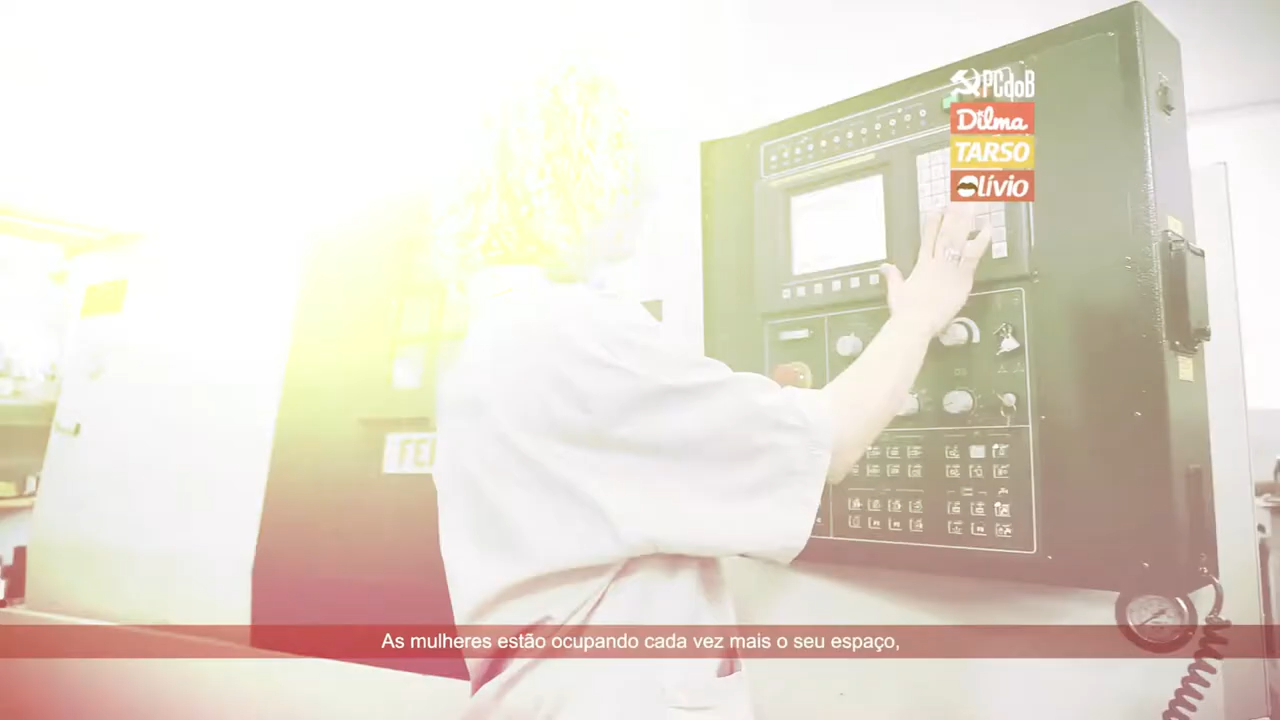 PCdoB
Dilma
TARSO
Olívio
As mulheres estão ocupando cada vez mais o seu espaço,